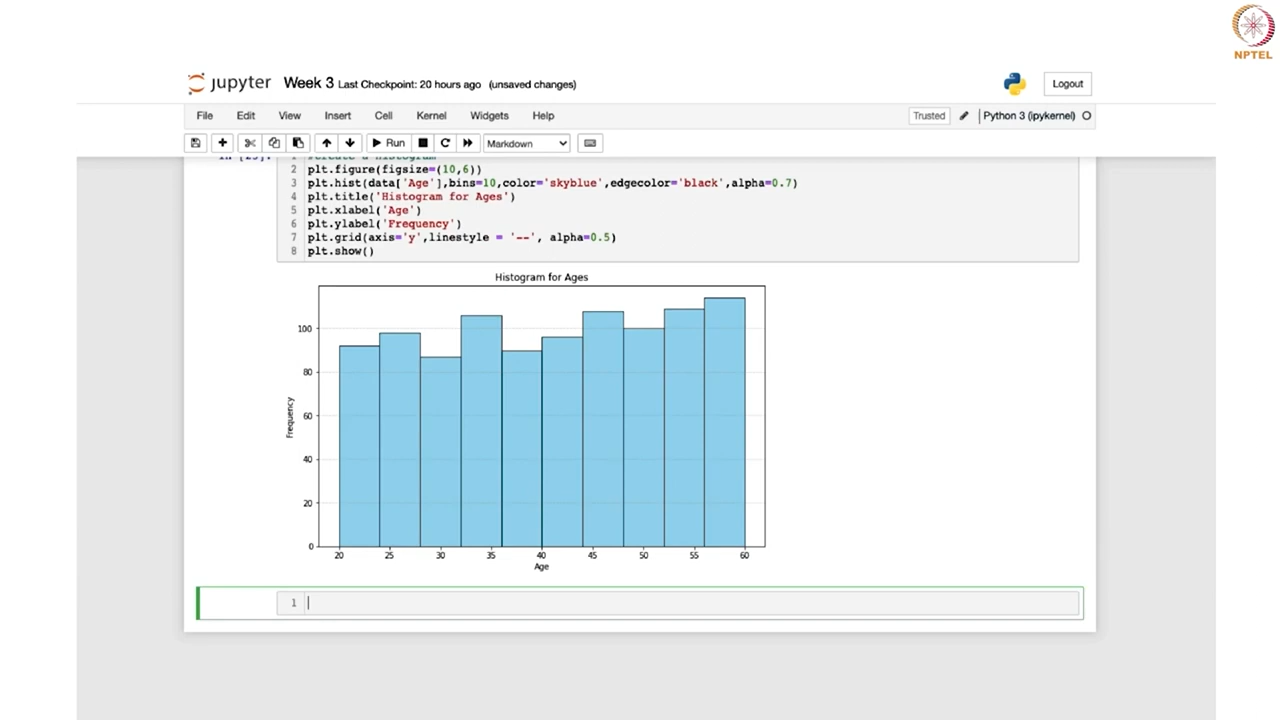 NPTEL
jupyter Week 3 Last Checkpoint: 20 hours ago (unsaved changes)
Logout
File Edit View Insert Cell Kernel Widgets Help
Trusted Python 3 (ipykernel)
Run Markdown
2 plt.figure(figsize=(10,6))
3 plt.hist(data['Age'],bins=10,color='skyblue',edgecolor='black',alpha=0.7)
4 plt.title('Histogram for Ages')
5 plt.xlabel('Age')
6 plt.ylabel('Frequency')
7 plt.grid(axis='y',linestyle = '--', alpha=0.5)
8 plt.show()
Histogram for Ages
100
80
60
40
20
0
Frequency
20 25 30 35 40 45 50 55 60
Age
1